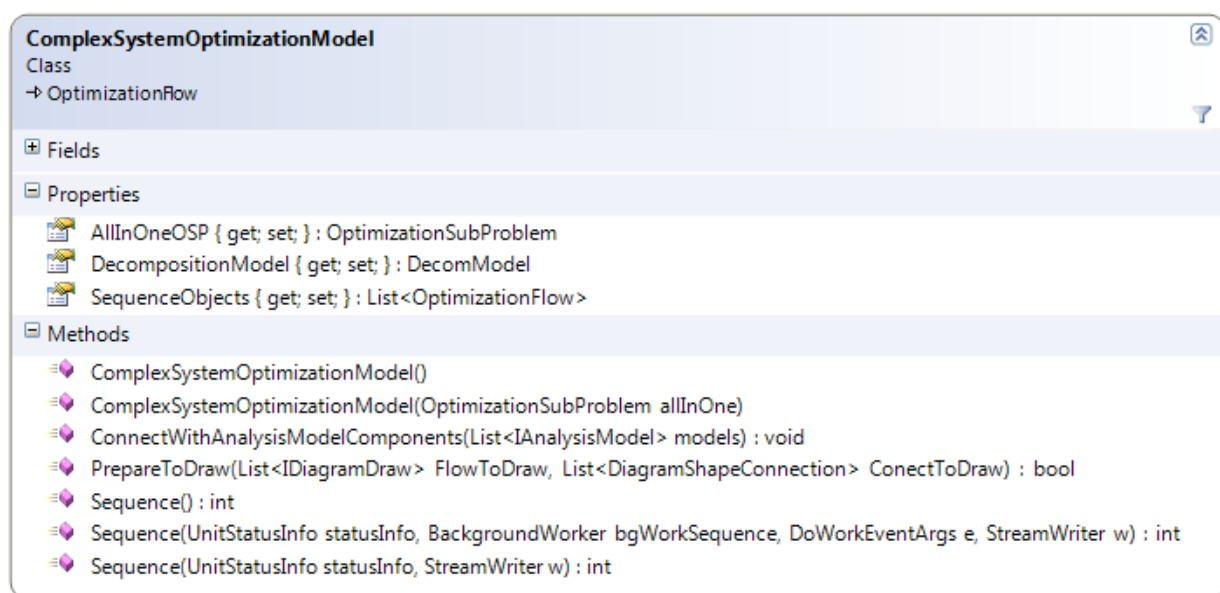 ComplexSystemOptimizationModel
Class
OptimizationFlow
Fields
Properties
AllInOneOSP { get; set; } : OptimizationSubProblem
DecompositionModel { get; set; } : DecomModel
SequenceObjects { get; set; } : List<OptimizationFlow>
Methods
ComplexSystemOptimizationModel()
ComplexSystemOptimizationModel(OptimizationSubProblem allInOne)
ConnectWithAnalysisModelComponents(List<IAnalysisModel> models) : void
PrepareToDraw(List<IDiagramDraw> FlowToDraw, List<DiagramShapeConnection> ConectToDraw) : bool
Sequence() : int
Sequence(UnitStatusInfo statusInfo, BackgroundWorker bgWorkSequence, DoWorkEventArgs e, StreamWriter w) : int
Sequence(UnitStatusInfo statusInfo, StreamWriter w) : int